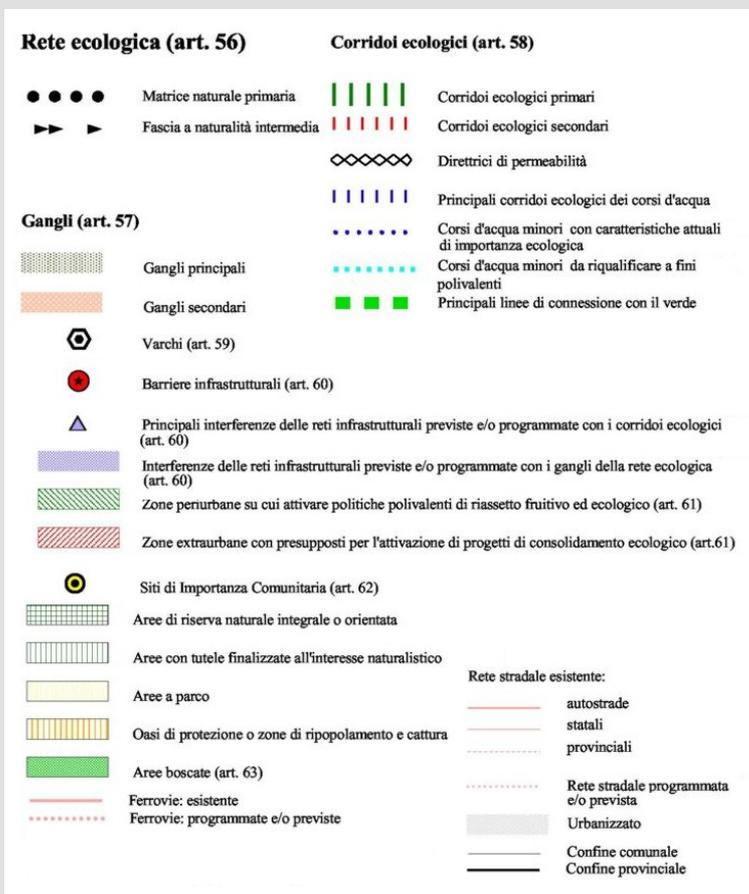 Rete ecologica (art. 56)
Matrice naturale primaria
Fascia a naturalità intermedia
Corridoi ecologici (art. 58)
Corridoi ecologici primari
Corridoi ecologici secondari
Direttrici di permeabilità
Principali corridoi ecologici dei corsi d'acqua
Corsi d'acqua minori con caratteristiche attuali
di importanza ecologica
Corsi d'acqua minori da riqualificare a fini
polivalenti
Principali linee di connessione con il verde
Gangli (art. 57)
Gangli principali
Gangli secondari
Varchi (art. 59)
Barriere infrastrutturali (art. 60)
Principali interferenze delle reti infrastrutturali previste e/o programmate con i corridoi ecologici
(art. 60)
Interferenze delle reti infrastrutturali previste e/o programmate con i gangli della rete ecologica
(art. 60)
Zone periurbane su cui attivare politiche polivalenti di riassetto fruitivo ed ecologico (art. 61)
Zone extraurbane con presupposti per l'attivazione di progetti di consolidamento ecologico (art.61)
Siti di Importanza Comunitaria (art. 62)
Aree di riserva naturale integrale o orientata
Aree con tutele finalizzate all'interesse naturalistico
Aree a parco
Oasi di protezione o zone di ripopolamento e cattura
Aree boscate (art. 63)
Ferrovie: esistente
Ferrovie: programmate e/o previste
Rete stradale esistente:
autostrade
statali
provinciali
Rete stradale programmata
e/o prevista
Urbanizzato
Confine comunale
Confine provinciale